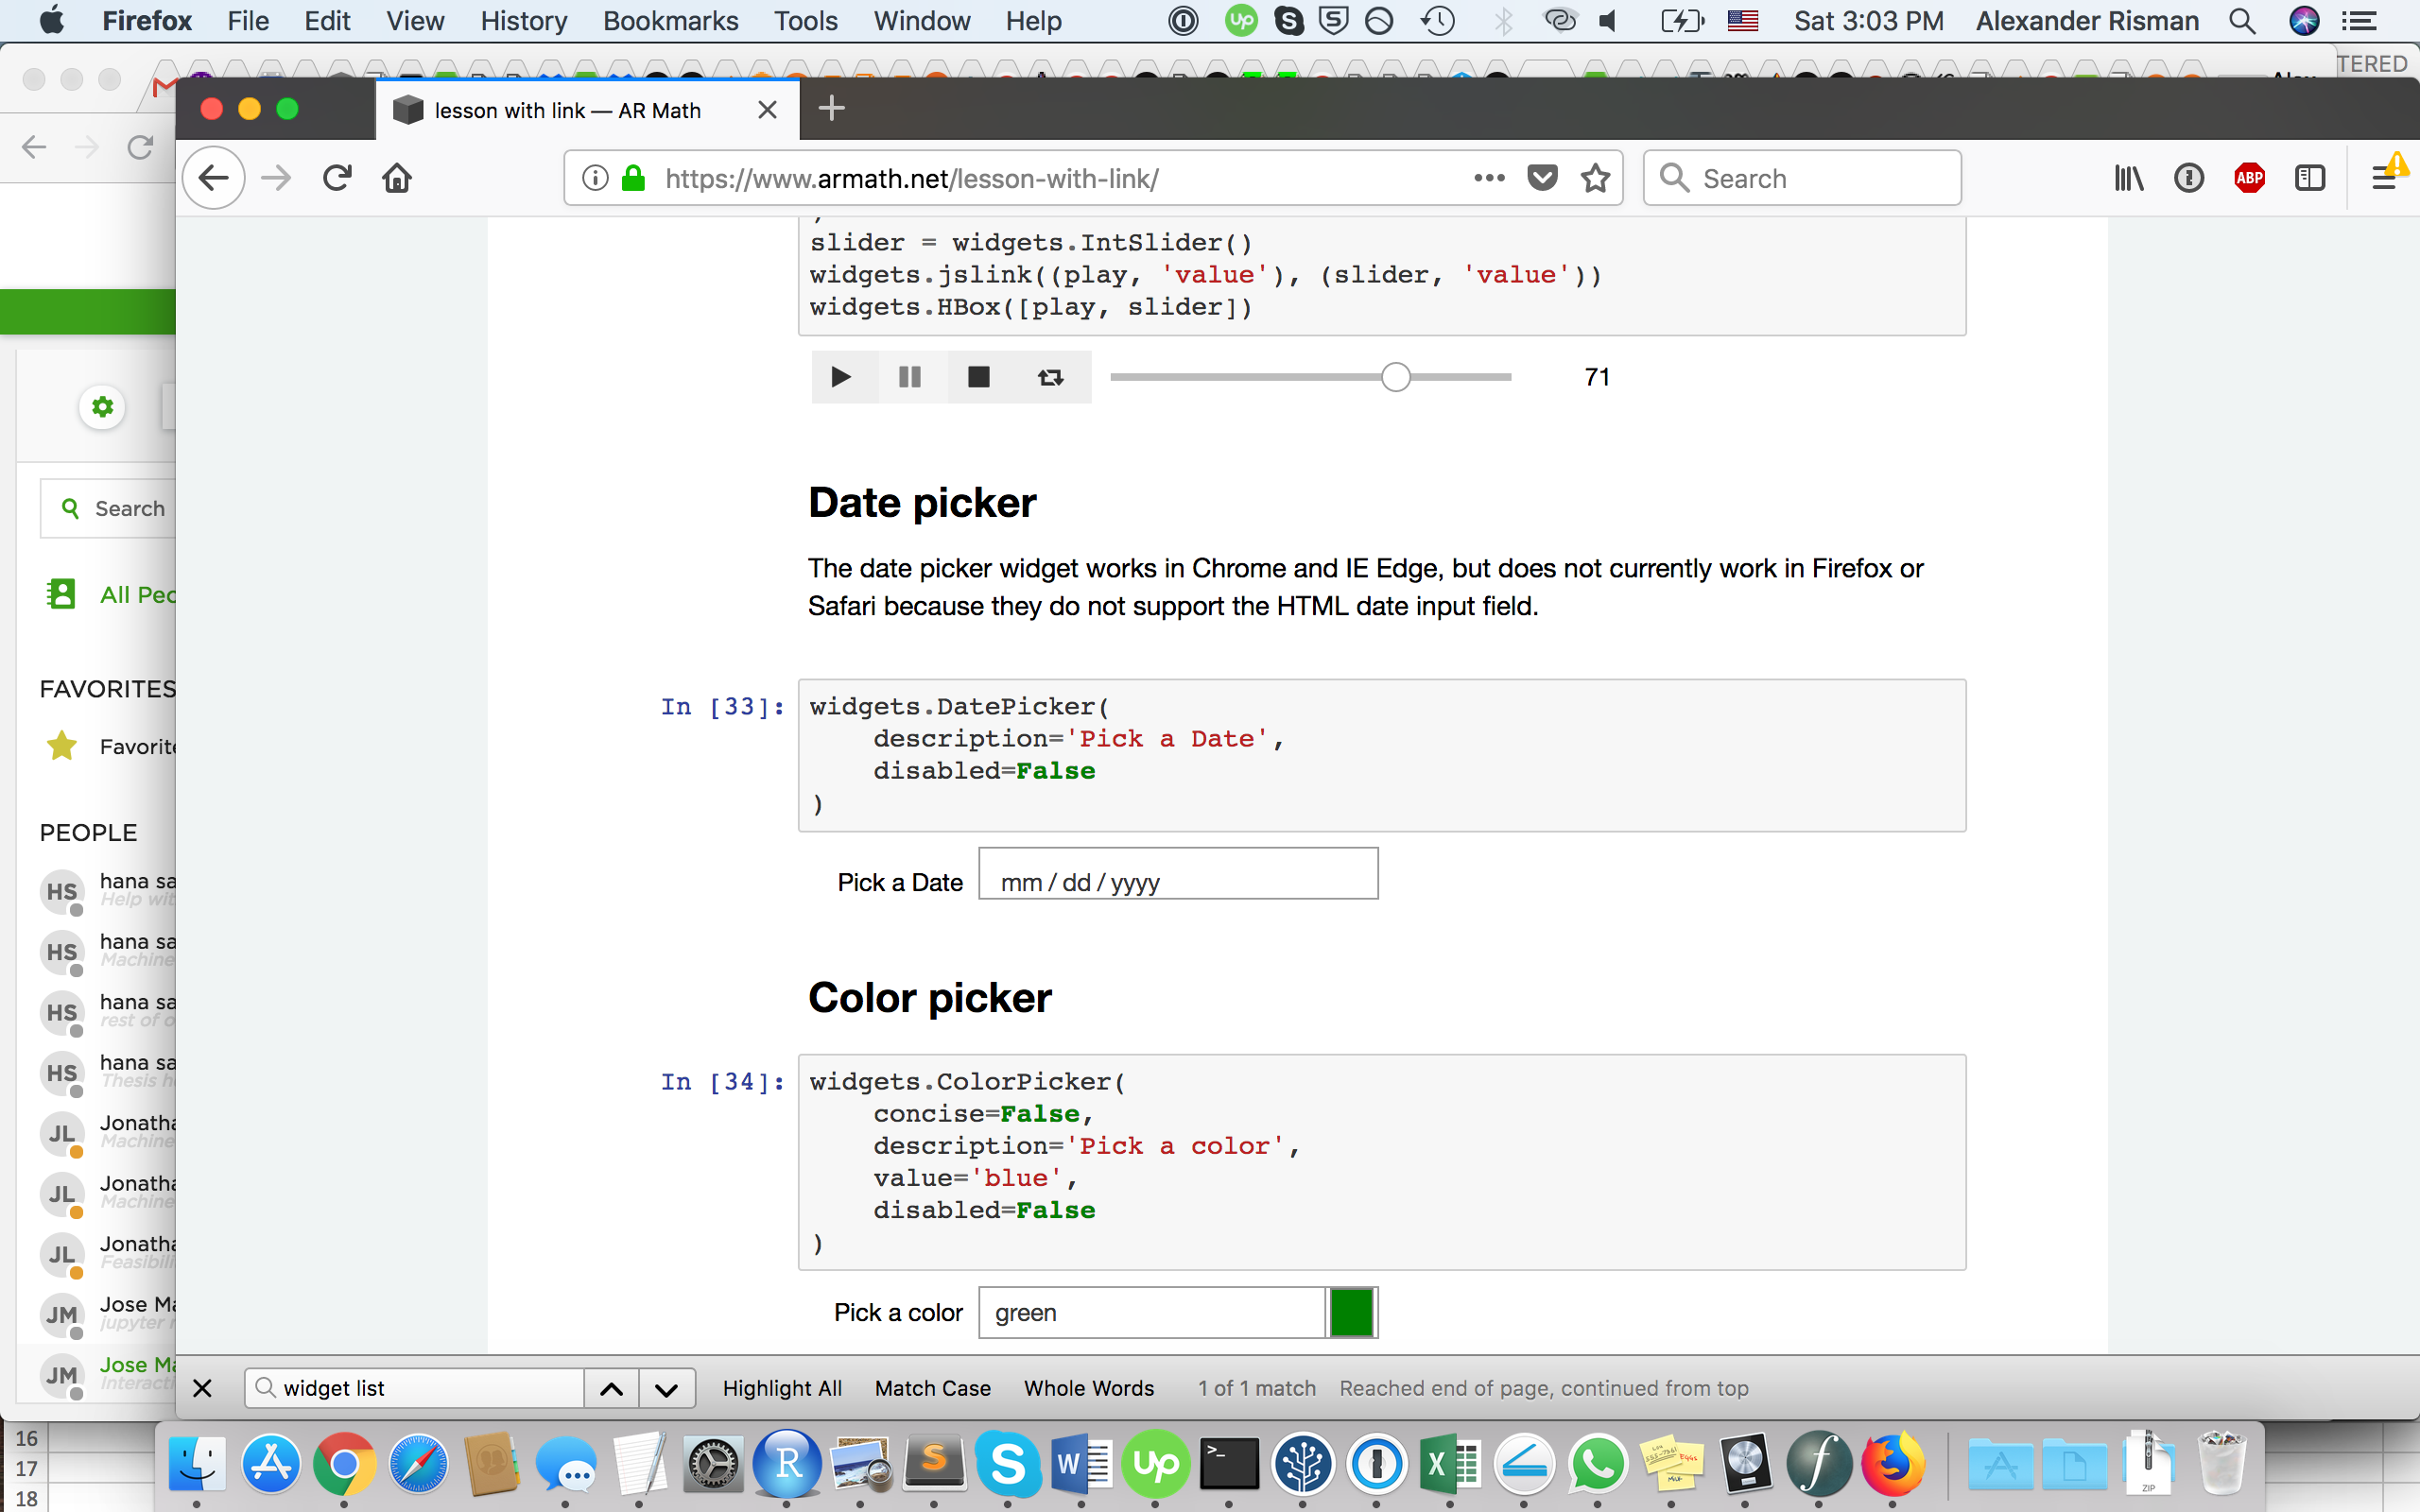 Firefox File Edit View History Bookmarks Tools Window Help Sat 3:03 PM Alexander Risman
TERED
lesson with link — AR Math
https://www.armath.net/lesson-with-link/
Search
ABP
slider = widgets.IntSlider()
widgets.jslink((play, 'value'), (slider, 'value'))
widgets.HBox([play, slider])
71
Date picker
The date picker widget works in Chrome and IE Edge, but does not currently work in Firefox or
Safari because they do not support the HTML date input field.
In [33]:
widgets.DatePicker(
    description='Pick a Date',
    disabled=False
)
Pick a Date mm / dd / yyyy
Color picker
In [34]:
widgets.ColorPicker(
    concise=False,
    description='Pick a color',
    value='blue',
    disabled=False
)
Pick a color green
Search
All Peo
FAVORITES
Favorite
PEOPLE
HS hana sa
Help wit
HS hana sa
Machine
HS hana sa
rest of o
HS hana sa
Thesis h
JL Jonatha
Machine
JL Jonatha
Machine
JL Jonatha
Feasibili
JM Jose Ma
jupyter n
JM Jose Ma
Interacti
widget list Highlight All Match Case Whole Words 1 of 1 match Reached end of page, continued from top
16
17
18
ZIP